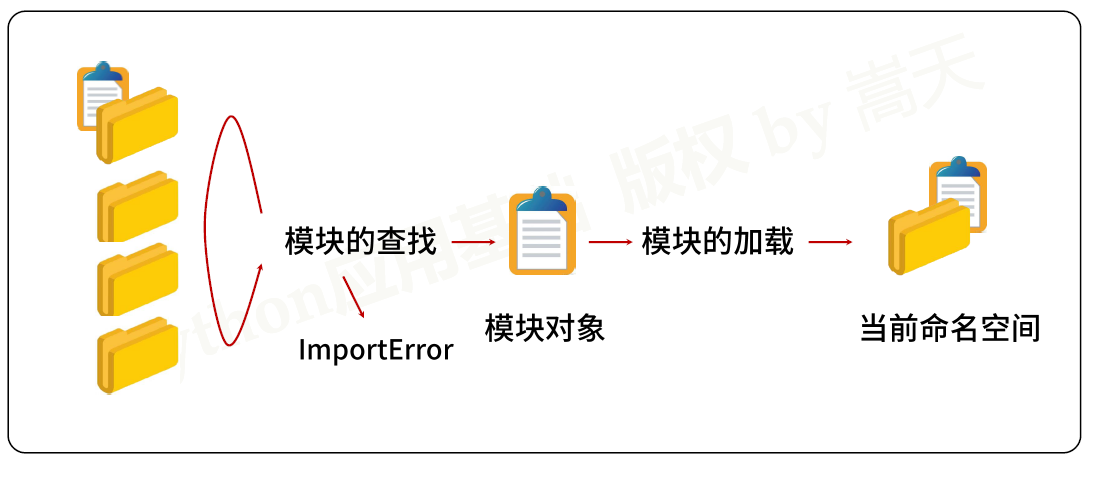 模块的查找
模块的加载
模块对象
当前命名空间
ImportError
Python应用基础 版权 by 嵩天